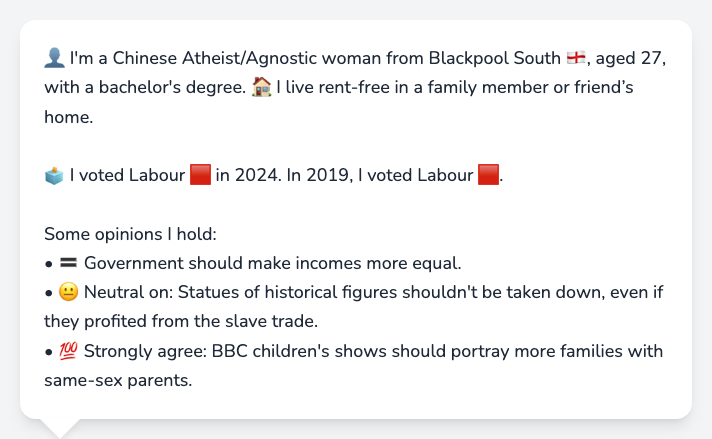 👤 I'm a Chinese Atheist/Agnostic woman from Blackpool South 🏴󠁧󠁢󠁥󠁮󠁧󠁿, aged 27,
with a bachelor's degree. 🏠 I live rent-free in a family member or friend’s
home.
🗳️ I voted Labour 🟥 in 2024. In 2019, I voted Labour 🟥.
Some opinions I hold:
• 🟰 Government should make incomes more equal.
• 😐 Neutral on: Statues of historical figures shouldn't be taken down, even if
they profited from the slave trade.
• 💯 Strongly agree: BBC children's shows should portray more families with
same-sex parents.